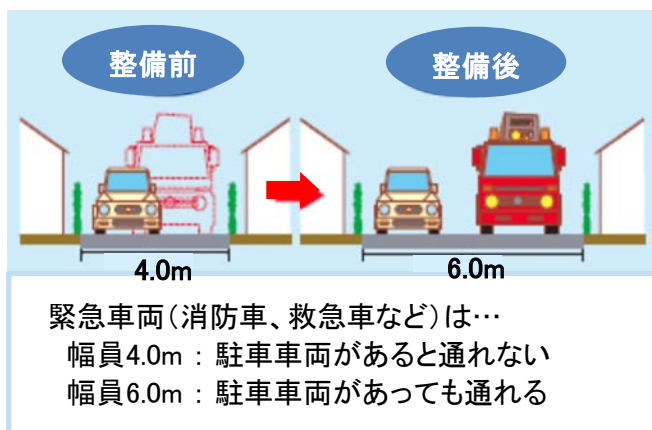 整備前
整備後
4.0m
6.0m
緊急車両（消防車、救急車など）は…
幅員4.0m：駐車車両があると通れない
幅員6.0m：駐車車両があっても通れる